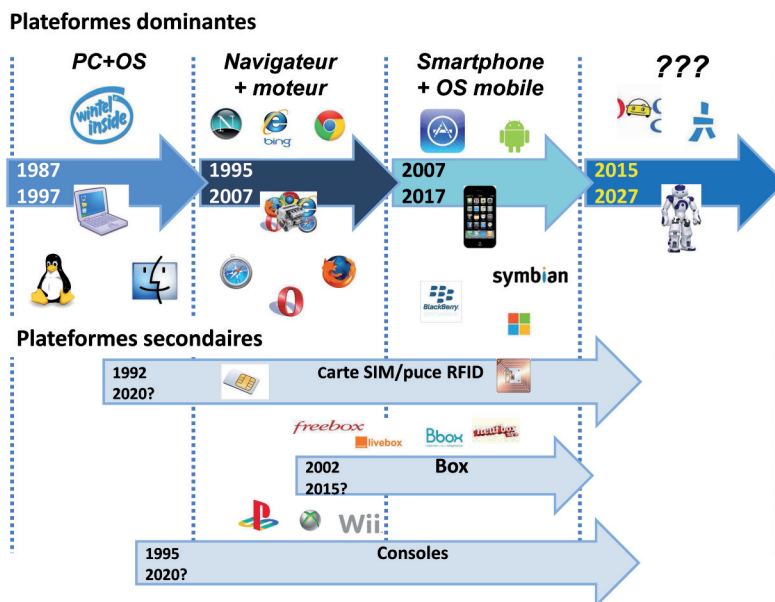 Plateformes dominantes
PC+OS
Navigateur
+ moteur
Smartphone
+ OS mobile
???
wintel
inside
N
bing
1987
1997
1995
2007
2007
2017
2015
2027
BlackBerry
symbian
Plateformes secondaires
1992
2020?
Carte SIM/puce RFID
freebox
livebox
Bbox
neuf box
2002
2015?
Box
Wii
1995
2020?
Consoles